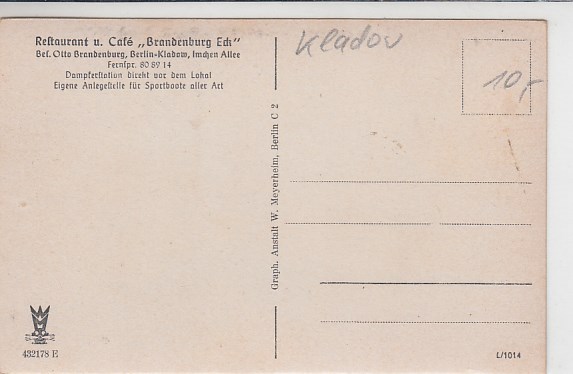 Restaurant u. Café „Brandenburg Eck"
Bes. Otto Brandenburg, Berlin-Kladow, Imchen Allee
Fernspr. 80 89 14
Dampferstation direkt vor dem Lokal
Eigene Anlegestelle für Sportboote aller Art
Kladov
10,-
Graph. Anstalt W. Meyerheim, Berlin C 2
432178 E
L/1014